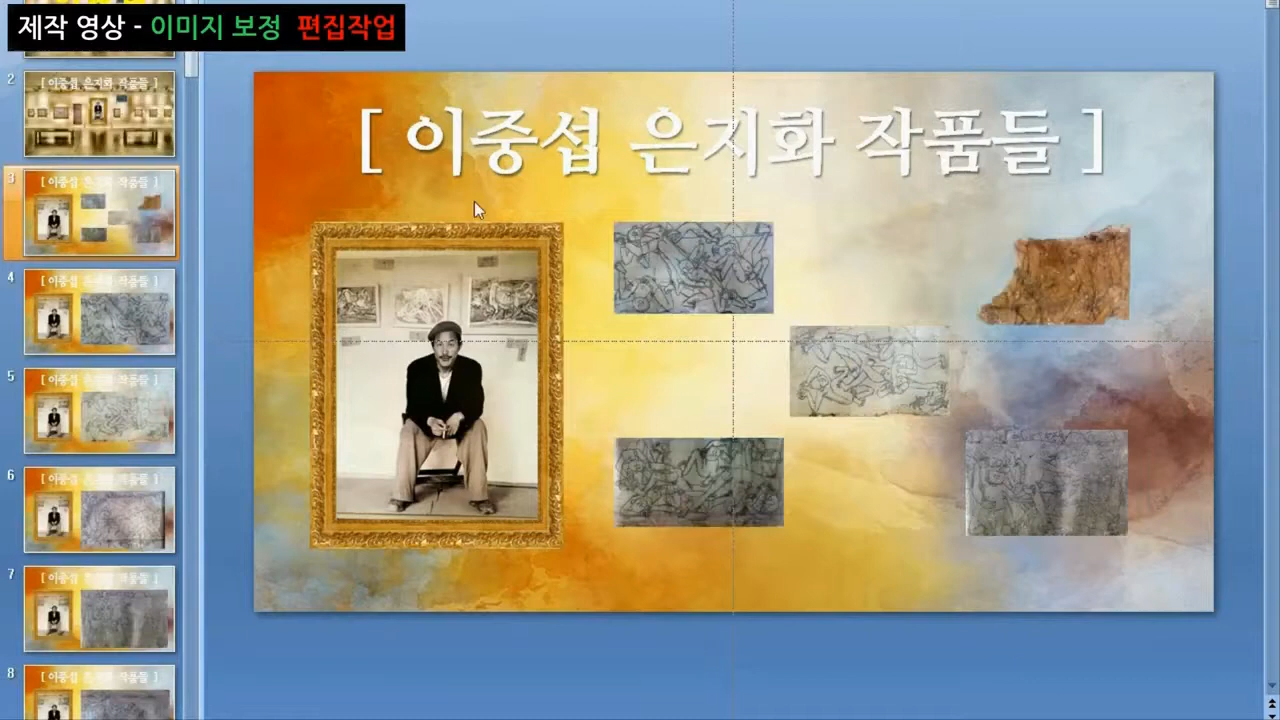 제작 영상 - 이미지 보정 편집작업
2
[ 이중섭 은지화 작품들 ]
3
[ 이중섭 은지화 작품들 ]
4
[ 이중섭 은지화 작품들 ]
5
[ 이중섭 은지화 작품들 ]
6
[ 이중섭 은지화 작품들 ]
7
[ 이중섭 은지화 작품들 ]
8
[ 이중섭 은지화 작품들 ]
[ 이중섭 은지화 작품들 ]